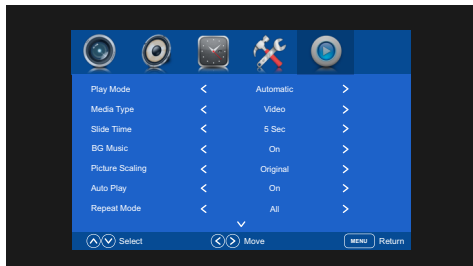 Play Mode Automatic
Media Type Video
Slide Tiime 5 Sec
BG Music On
Picture Scaling Original
Auto Play On
Repeat Mode All
Select Move MENU Return